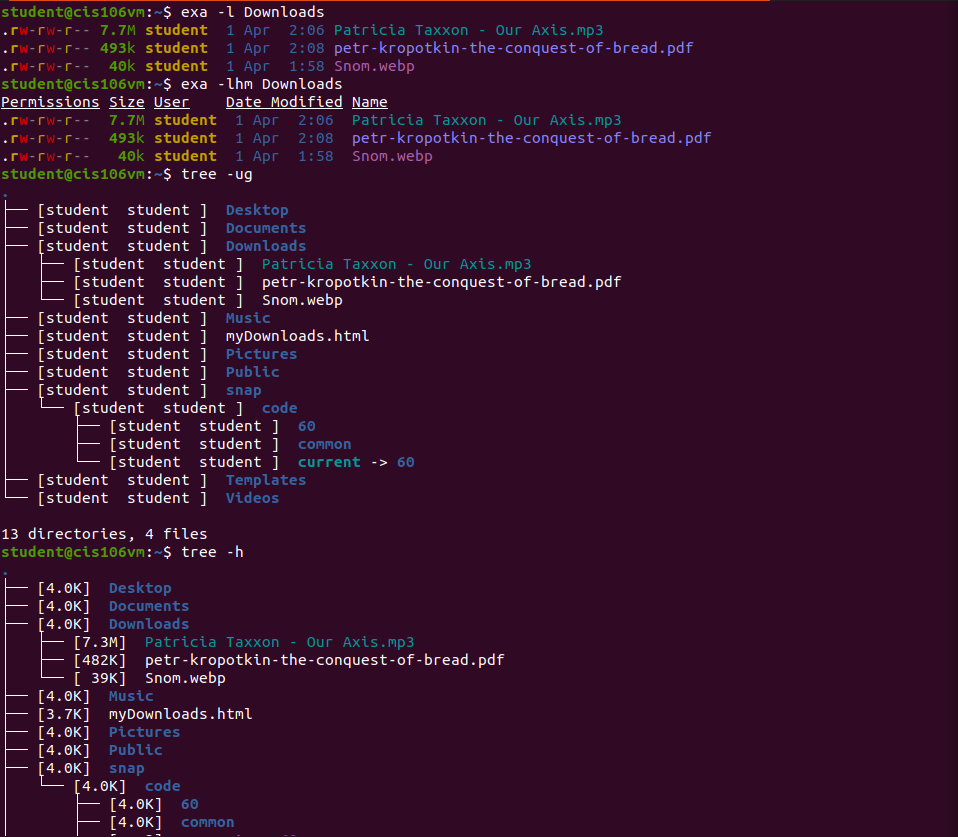 student@cis106vm:~$ exa -l Downloads
.rw-rw-r-- 7.7M student  1 Apr  2:06 Patricia Taxxon - Our Axis.mp3
.rw-rw-r-- 493k student  1 Apr  2:08 petr-kropotkin-the-conquest-of-bread.pdf
.rw-rw-r--  40k student  1 Apr  1:58 Snom.webp
student@cis106vm:~$ exa -lhm Downloads
Permissions Size User    Date Modified Name
.rw-rw-r--  7.7M student  1 Apr  2:06  Patricia Taxxon - Our Axis.mp3
.rw-rw-r--  493k student  1 Apr  2:08  petr-kropotkin-the-conquest-of-bread.pdf
.rw-rw-r--   40k student  1 Apr  1:58  Snom.webp
student@cis106vm:~$ tree -ug
.
├── [student  student ]  Desktop
├── [student  student ]  Documents
├── [student  student ]  Downloads
│   ├── [student  student ]  Patricia Taxxon - Our Axis.mp3
│   ├── [student  student ]  petr-kropotkin-the-conquest-of-bread.pdf
│   └── [student  student ]  Snom.webp
├── [student  student ]  Music
├── [student  student ]  myDownloads.html
├── [student  student ]  Pictures
├── [student  student ]  Public
├── [student  student ]  snap
│   └── [student  student ]  code
│       ├── [student  student ]  60
│       ├── [student  student ]  common
│       └── [student  student ]  current -> 60
├── [student  student ]  Templates
└── [student  student ]  Videos
13 directories, 4 files
student@cis106vm:~$ tree -h
.
├── [4.0K]  Desktop
├── [4.0K]  Documents
├── [4.0K]  Downloads
│   ├── [7.3M]  Patricia Taxxon - Our Axis.mp3
│   ├── [482K]  petr-kropotkin-the-conquest-of-bread.pdf
│   └── [ 39K]  Snom.webp
├── [4.0K]  Music
├── [3.7K]  myDownloads.html
├── [4.0K]  Pictures
├── [4.0K]  Public
├── [4.0K]  snap
│   └── [4.0K]  code
│       ├── [4.0K]  60
│       ├── [4.0K]  common